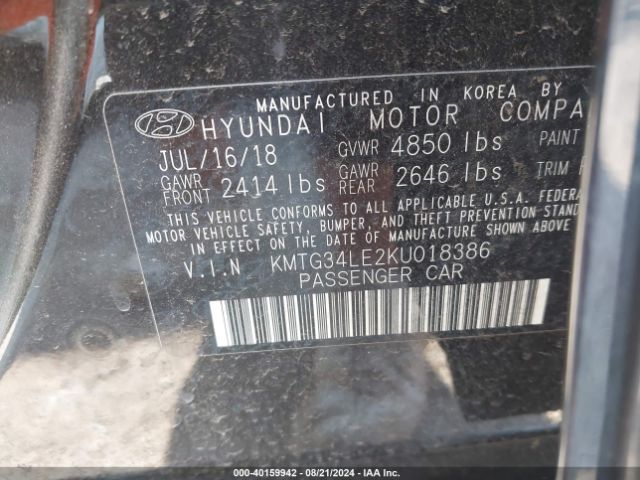 MANUFACTURED IN KOREA BY
HYUNDAI MOTOR COMPA
JUL/16/18 GVWR 4850 lbs PAINT
GAWR FRONT 2414 lbs GAWR REAR 2646 lbs TRIM
THIS VEHICLE CONFORMS TO ALL APPLICABLE U.S.A. FEDERA
MOTOR VEHICLE SAFETY, BUMPER, AND THEFT PREVENTION STAND
IN EFFECT ON THE DATE OF MANUFACTURE SHOWN ABOVE
V.I.N KMTG34LE2KU018386
PASSENGER CAR
000-40159942 - 08/21/2024 - IAA Inc.